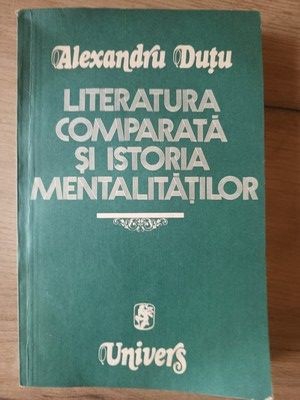 Alexandru Duțu
LITERATURA
COMPARATĂ
ȘI ISTORIA
MENTALITĂȚILOR
Univers